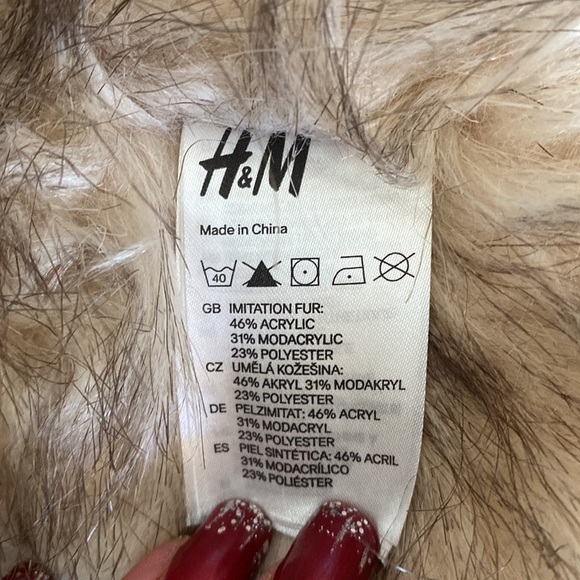 H&M
Made in China
40
GB IMITATION FUR:
46% ACRYLIC
31% MODACRYLIC
23% POLYESTER
CZ UMĚLÁ KOŽEŠINA:
46% AKRYL 31% MODAKRYL
23% POLYESTER
DE PELZIMITAT: 46% ACRYL
31% MODACRYL
23% POLYESTER
ES PIEL SINTÉTICA: 46% ACRIL
31% MODACRÍLICO
23% POLIÉSTER